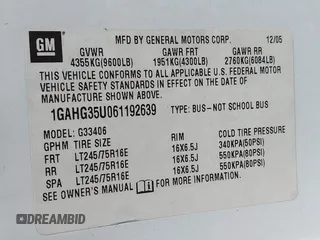 GM
MFD BY GENERAL MOTORS CORP. 12/05
GVWR GAWR FRT GAWR RR
4355KG(9600LB) 1951KG(4300LB) 2760KG(6084LB)
THIS VEHICLE CONFORMS TO ALL APPLICABLE U.S. FEDERAL MOTOR
VEHICLE SAFETY STANDARDS IN EFFECT ON THE DATE OF
MANUFACTURE SHOWN ABOVE.
1GAHG35U061192639 TYPE: BUS–NOT SCHOOL BUS
MODEL: G33406
GPHM TIRE SIZE RIM COLD TIRE PRESSURE
FRT LT245/75R16E 16X6.5J 340KPA(50PSI)
RR LT245/75R16E 16X6.5J 550KPA(80PSI)
SPA LT245/75R16E 16X6.5J 550KPA(80PSI)
SEE OWNER'S MANUAL FOR MORE INFORMATION.
DREAMBID